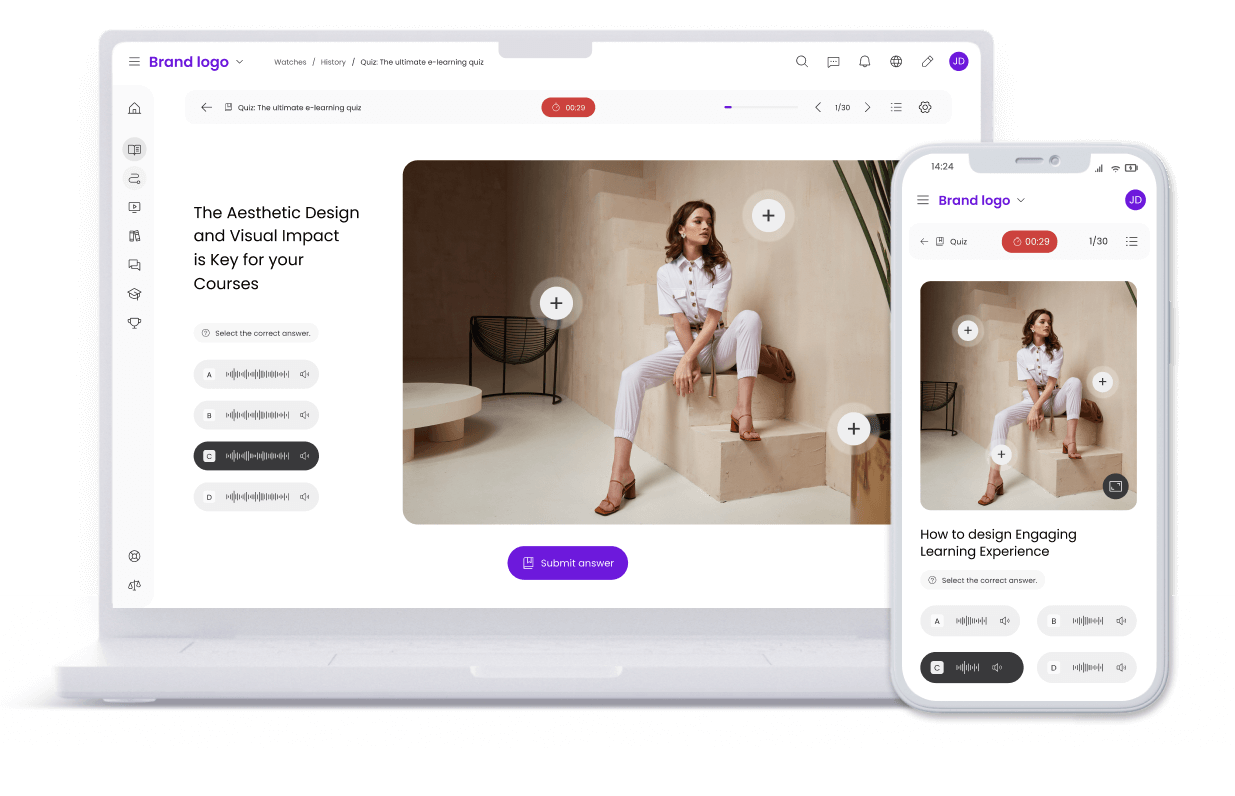 Brand logo
Watches / History / Quiz: The ultimate e-learning quiz
JD
Quiz: The ultimate e-learning quiz
00:29
1/30
The Aesthetic Design
and Visual Impact
is Key for your
Courses
Select the correct answer.
A
B
C
D
Submit answer
14:24
Brand logo
JD
Quiz
00:29
1/30
How to design Engaging
Learning Experience
Select the correct answer.
A
B
C
D